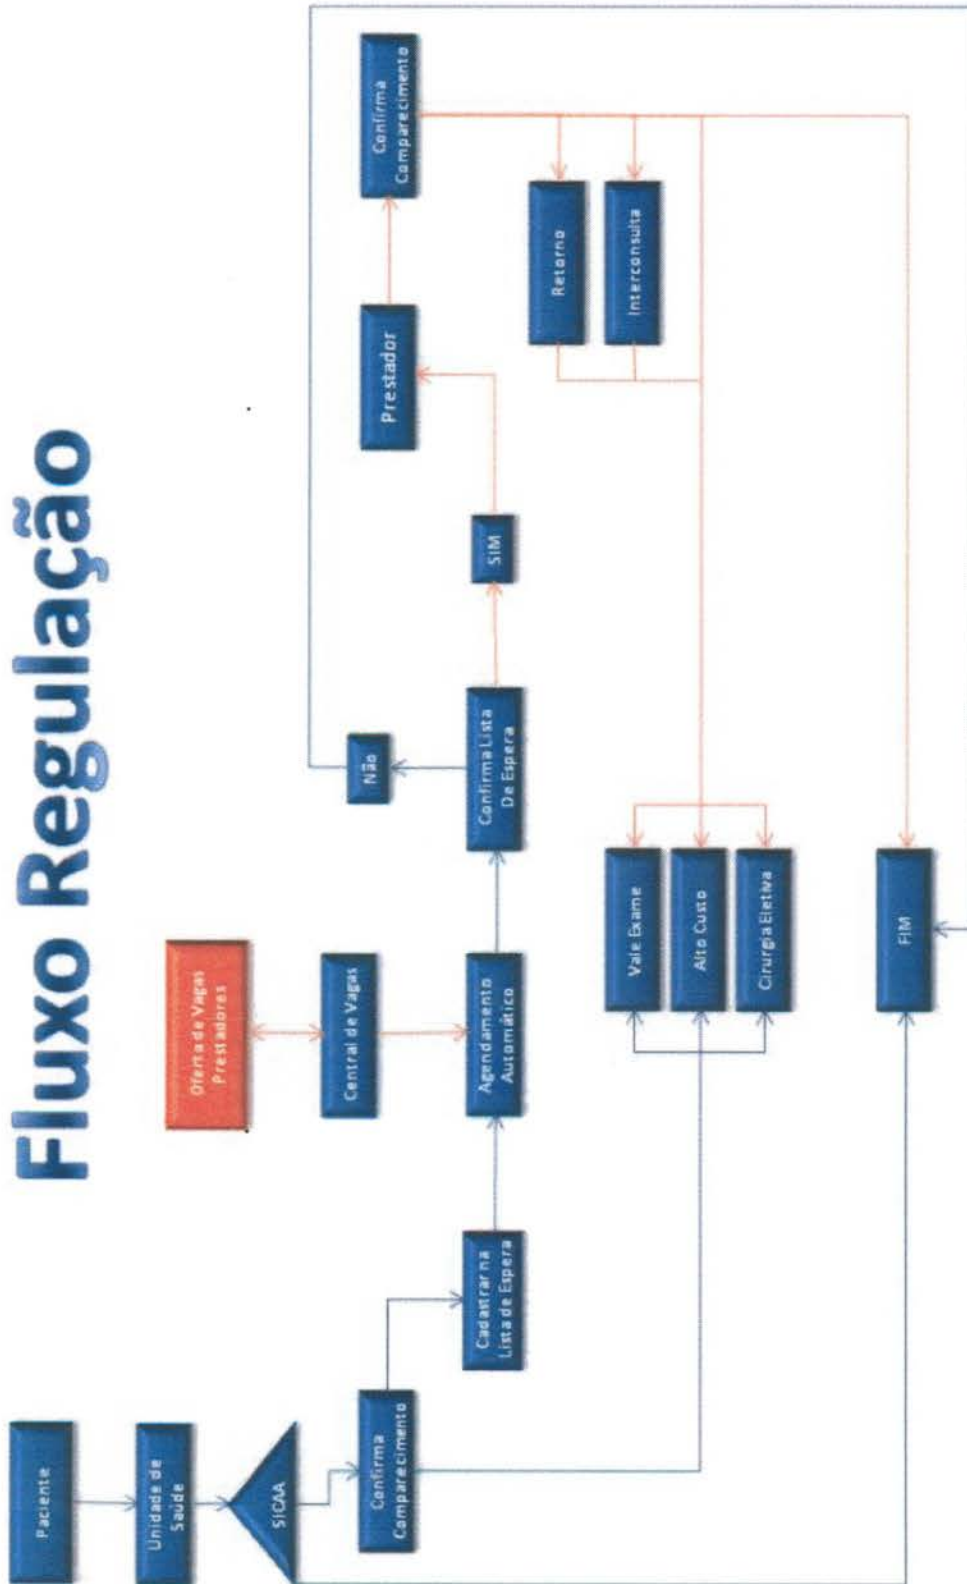 Fluxo Regulação
Paciente
Unidade de
Saúde
SICAA
Confirma
Comparecimento
Cadastrar na
Lista de Espera
Oferta de Vagas
Prestadores
Central de Vagas
Agendamento
Automático
Confirma Lista
De Espera
Não
SIM
Prestador
Confirma
Comparecimento
Retorno
Interconsulta
Vale Exame
Alto Custo
Cirurgia Eletiva
FIM